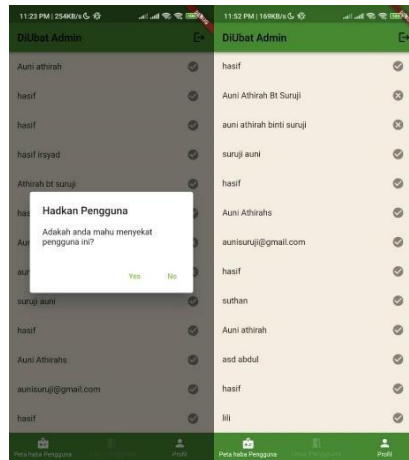 11:23 PM | 254KB/s
DiUbat Admin
Auni athirah
hasif
hasif
hasif irsyad
Athirah bt suruji
Hadkan Pengguna
Adakah anda mahu menyekat
pengguna ini?
Yes No
suruji auni
hasif
Auni Athirahs
aunisuruji@gmail.com
hasif
Peta haba Pengguna
Profil
11:52 PM | 169KB/s
DiUbat Admin
hasif
Auni Athirah Bt Suruji
auni athirah binti suruji
suruji auni
hasif
Auni Athirahs
aunisuruji@gmail.com
hasif
suthan
Auni athirah
asd abdul
hasif
lili
Peta haba Pengguna
Profil